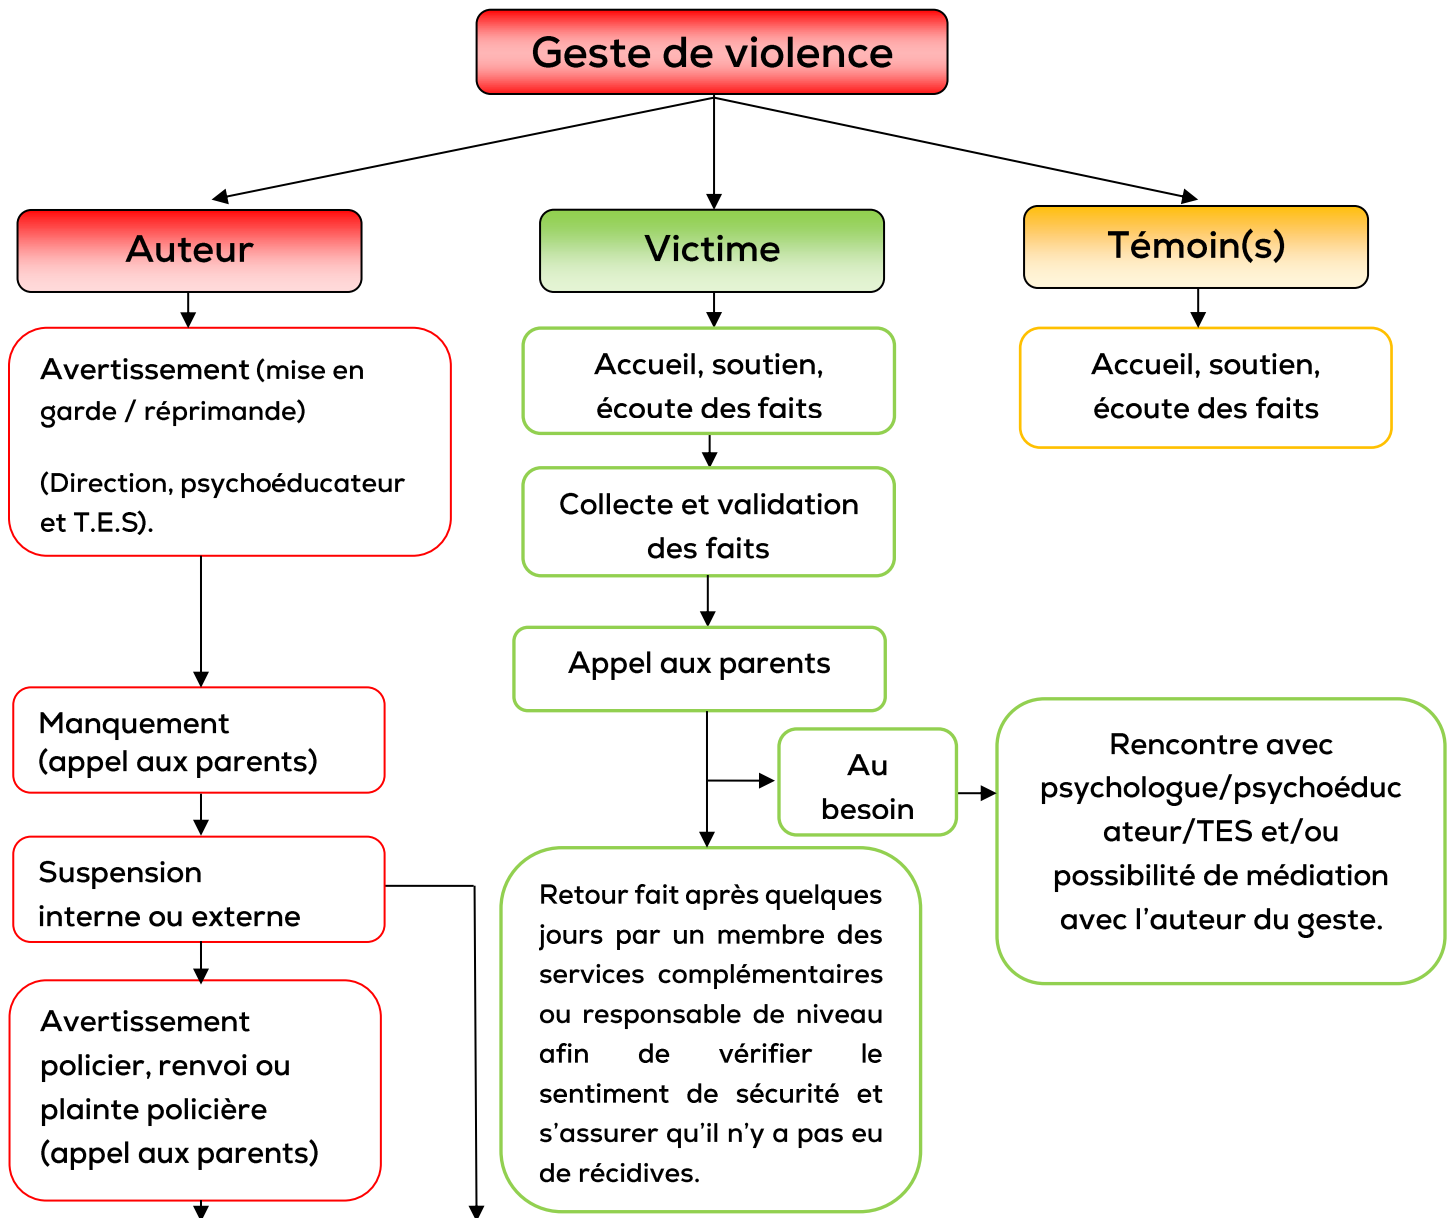 Geste de violence
Auteur
Avertissement (mise en
garde / réprimande)
(Direction, psychoéducateur
et T.E.S).
Manquement
(appel aux parents)
Suspension
interne ou externe
Avertissement
policier, renvoi ou
plainte policière
(appel aux parents)
Victime
Accueil, soutien,
écoute des faits
Collecte et validation
des faits
Appel aux parents
Au
besoin
Rencontre avec
psychologue/psychoéduc
ateur/TES et/ou
possibilité de médiation
avec l'auteur du geste.
Retour fait après quelques
jours par un membre des
services complémentaires
ou responsable de niveau
afin de vérifier le
sentiment de sécurité et
s'assurer qu'il n'y a pas eu
de récidives.
Témoin(s)
Accueil, soutien,
écoute des faits